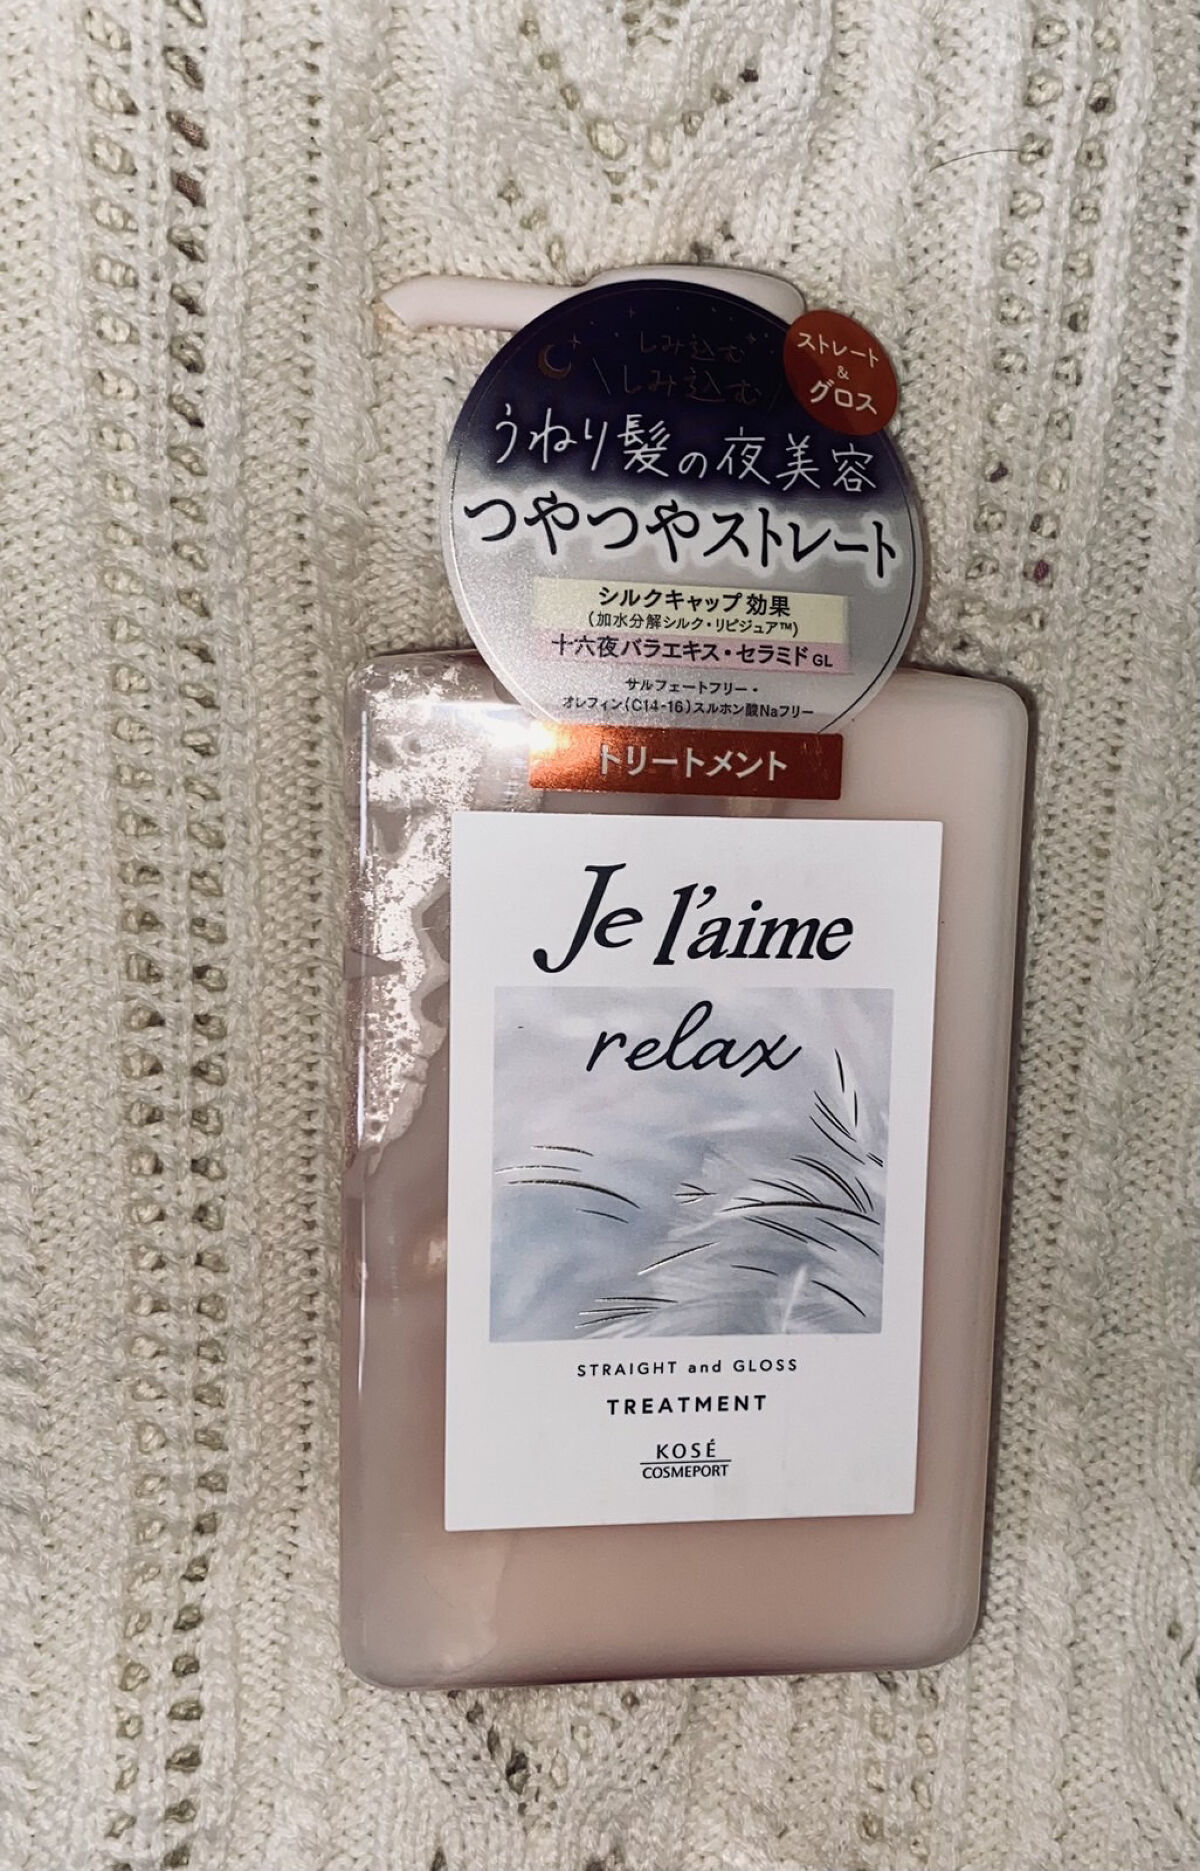 しみ込む
\しみ込む/
ストレート
&
グロス
うねり髪の夜美容
つやつやストレート
シルクキャップ効果
(加水分解シルク・リピジュア™)
十六夜バラエキス・セラミドGL
サルフェートフリー・
オレフィン(C14-16)スルホン酸Naフリー
トリートメント
Je l'aime
relax
STRAIGHT and GLOSS
TREATMENT
KOSÉ
COSMEPORT